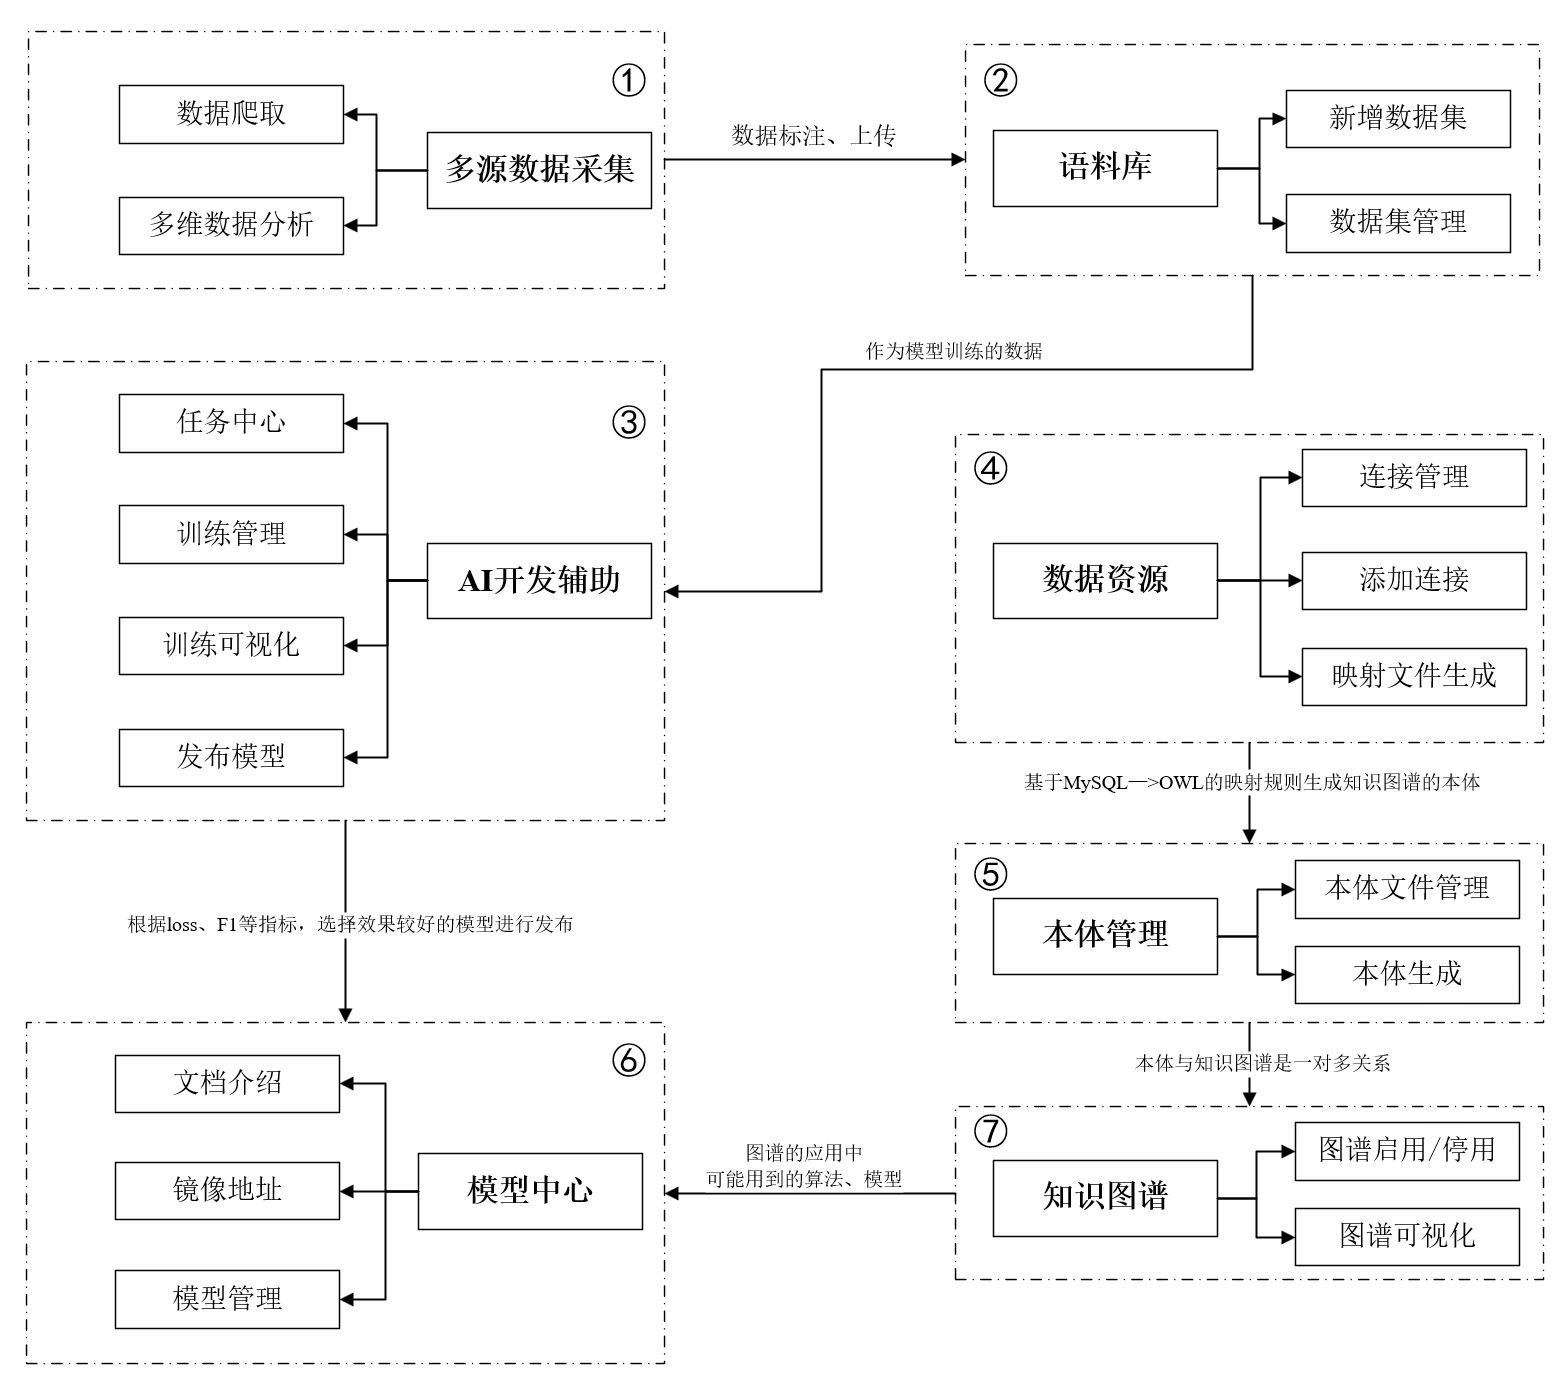 ①
数据爬取
多维数据分析
多源数据采集
数据标注、上传
②
语料库
新增数据集
数据集管理
作为模型训练的数据
③
任务中心
训练管理
训练可视化
发布模型
AI开发辅助
④
数据资源
连接管理
添加连接
映射文件生成
基于MySQL—>OWL的映射规则生成知识图谱的本体
⑤
本体管理
本体文件管理
本体生成
根据loss、F1等指标，选择效果较好的模型进行发布
本体与知识图谱是一对多关系
⑥
文档介绍
镜像地址
模型管理
模型中心
图谱的应用中
可能用到的算法、模型
⑦
知识图谱
图谱启用/停用
图谱可视化